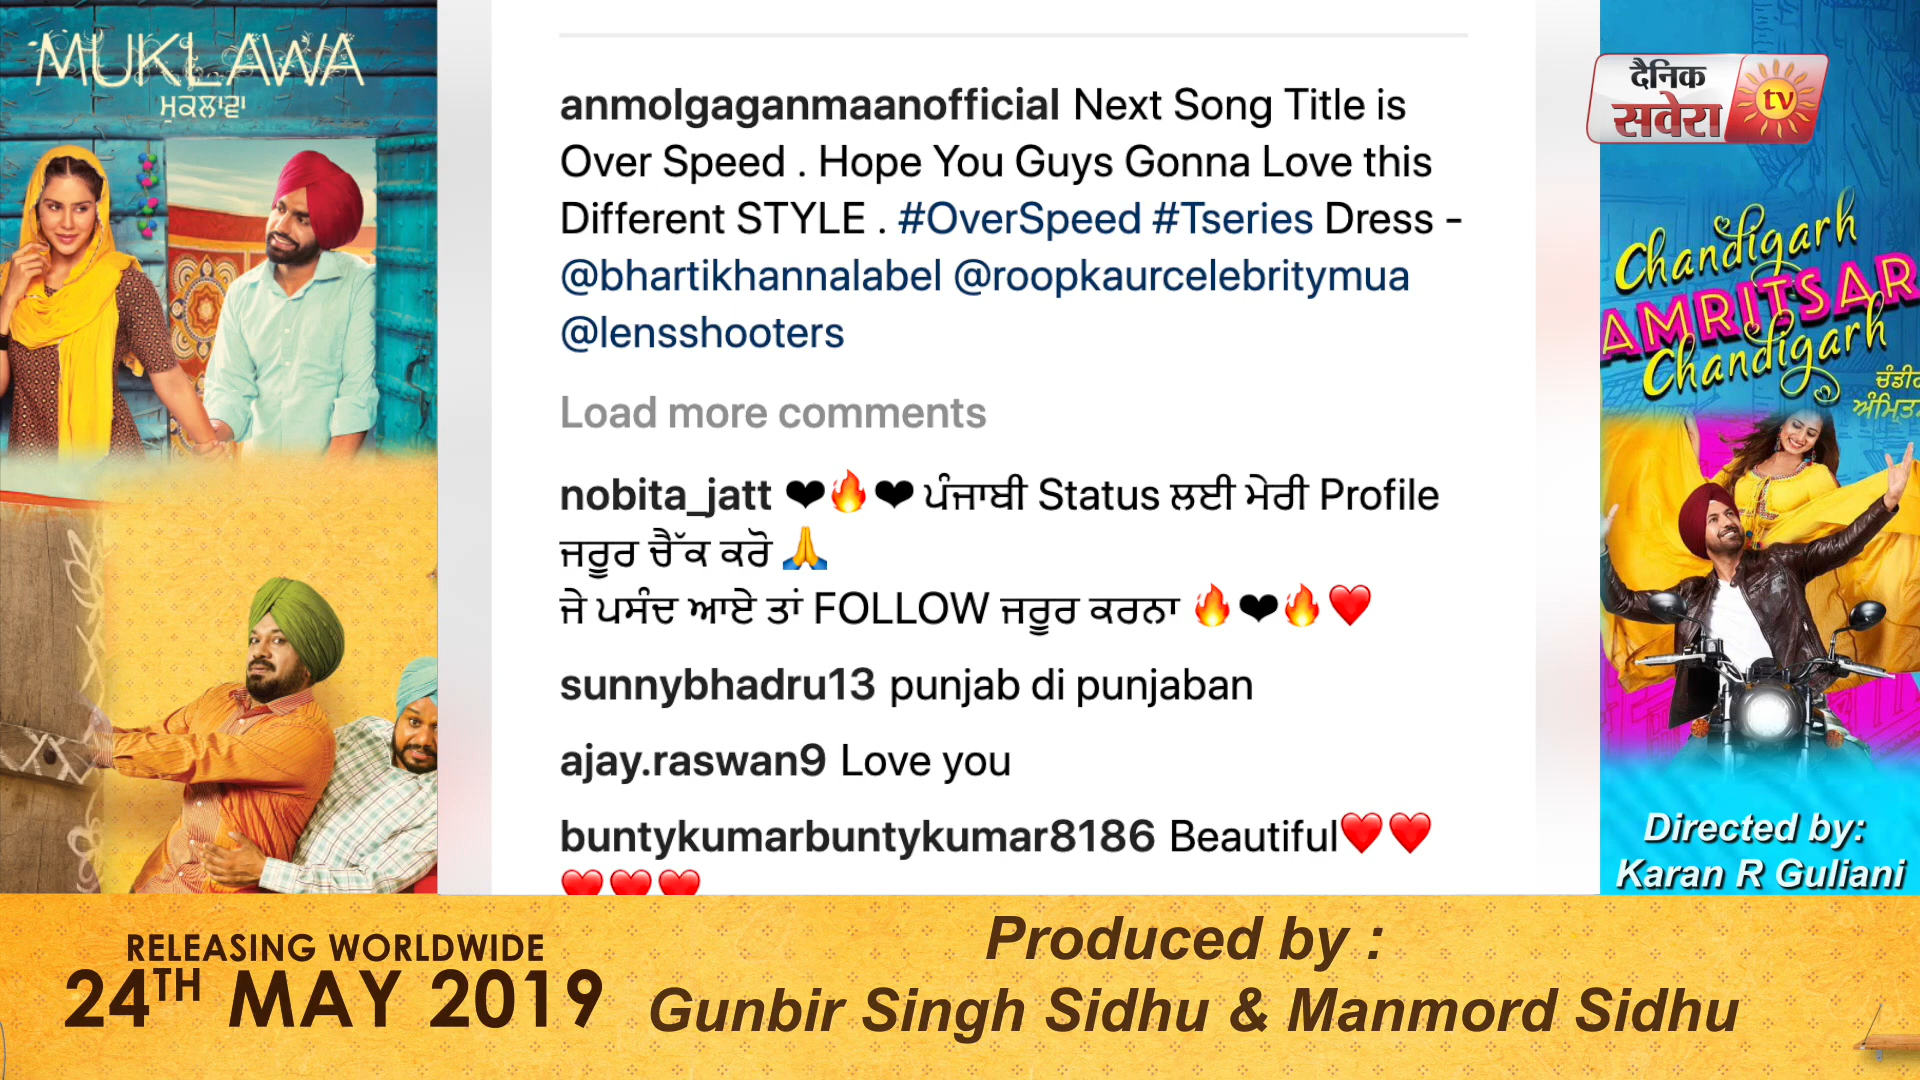 MUKLAWA
ਮੁਕਲਾਵਾ
anmolgaganmaanofficial Next Song Title is
Over Speed . Hope You Guys Gonna Love this
Different STYLE . #OverSpeed #Tseries Dress -
@bhartikhannalabel @roopkaurcelebritymua
@lensshooters
Load more comments
nobita_jatt ❤🔥❤ ਪੰਜਾਬੀ Status ਲਈ ਮੇਰੀ Profile
ਜਰੂਰ ਚੈੱਕ ਕਰੋ 🙏
ਜੇ ਪਸੰਦ ਆਏ ਤਾਂ FOLLOW ਜਰੂਰ ਕਰਨਾ 🔥❤🔥❤️
sunnybhadru13 punjab di punjaban
ajay.raswan9 Love you
buntykumarbuntykumar8186 Beautiful❤️❤️
❤️❤️❤️
दैनिक
सवेरा tv
Chandigarh
AMRITSAR
Chandigarh
Directed by:
Karan R Guliani
RELEASING WORLDWIDE
24TH MAY 2019
Produced by :
Gunbir Singh Sidhu & Manmord Sidhu